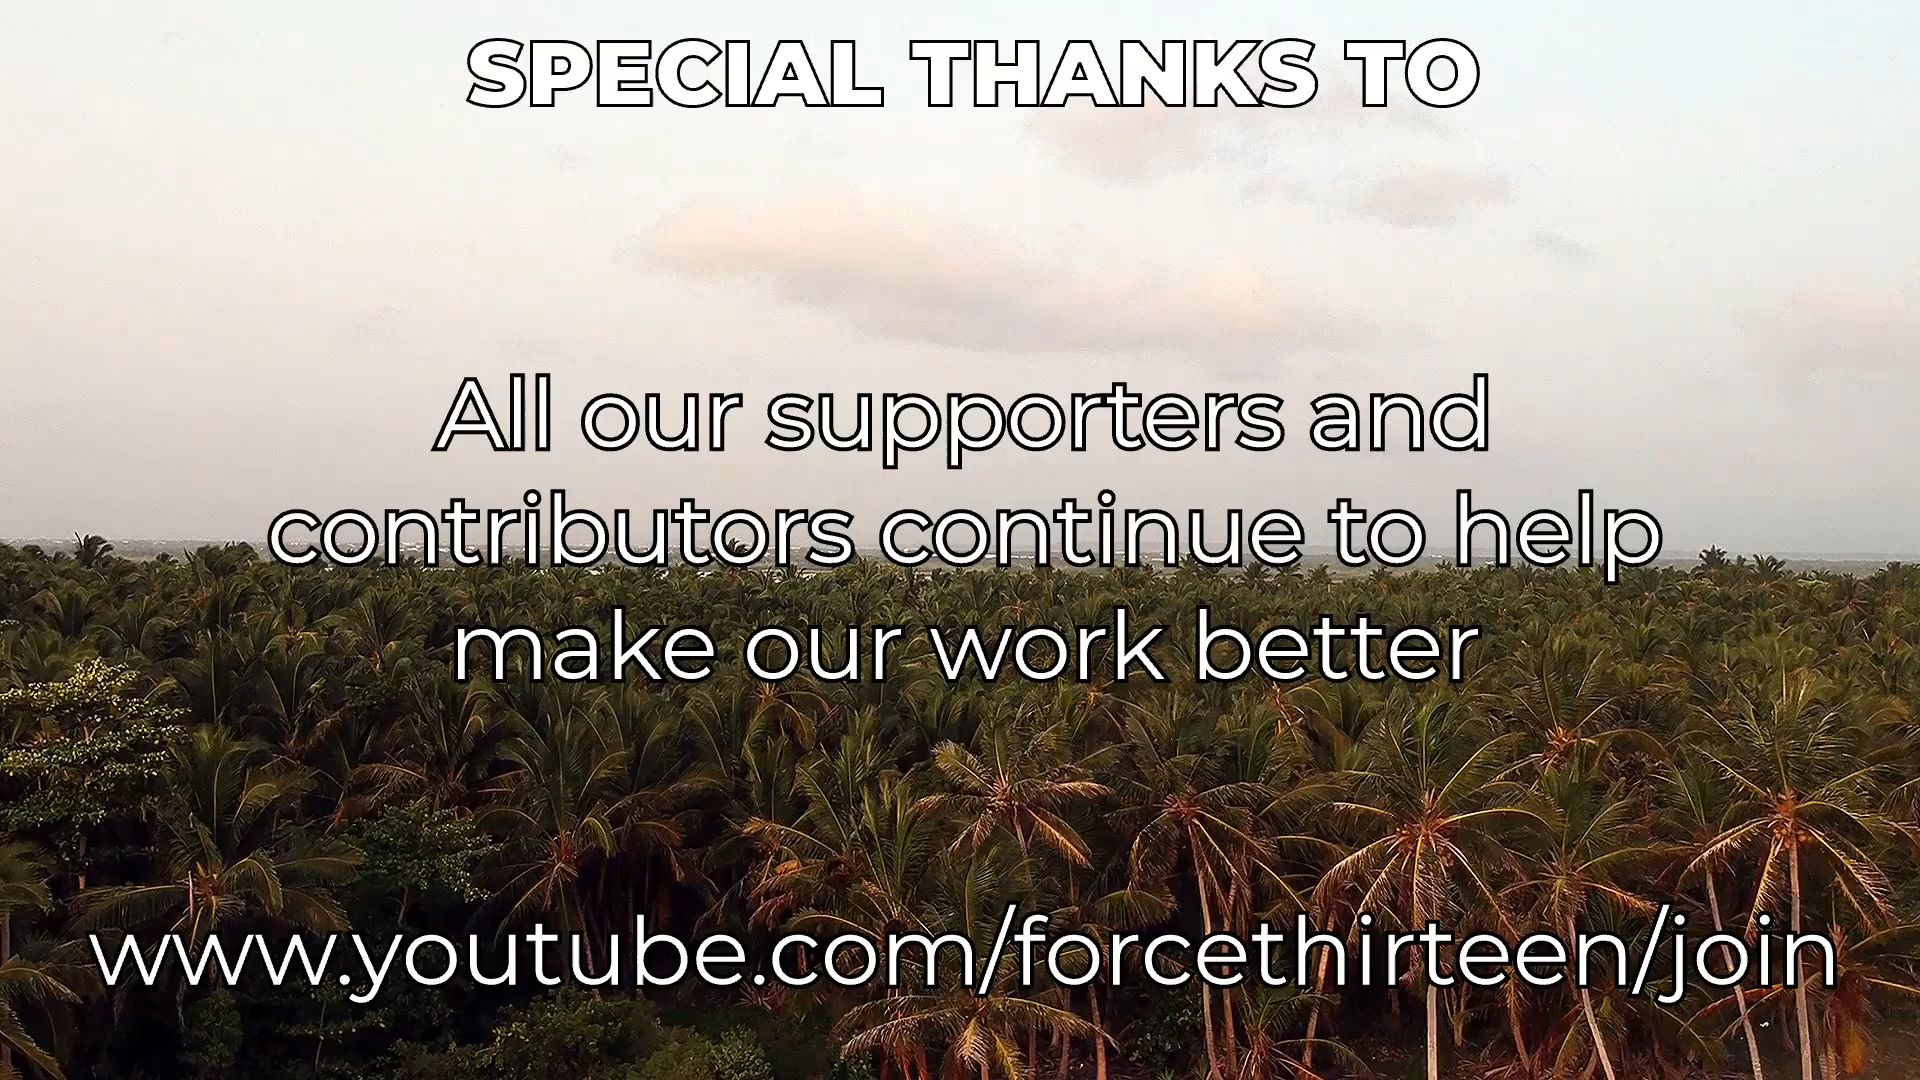 SPECIAL THANKS TO
All our supporters and
contributors continue to help
make our work better
www.youtube.com/forcethirteen/join